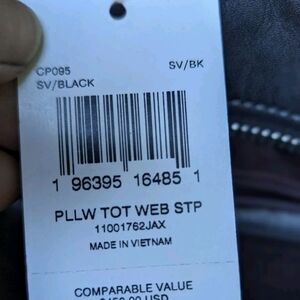 CP095 SV/BK
SV/BLACK
1 96395 16485 1
PLLW TOT WEB STP
11001762JAX
MADE IN VIETNAM
COMPARABLE VALUE
USD